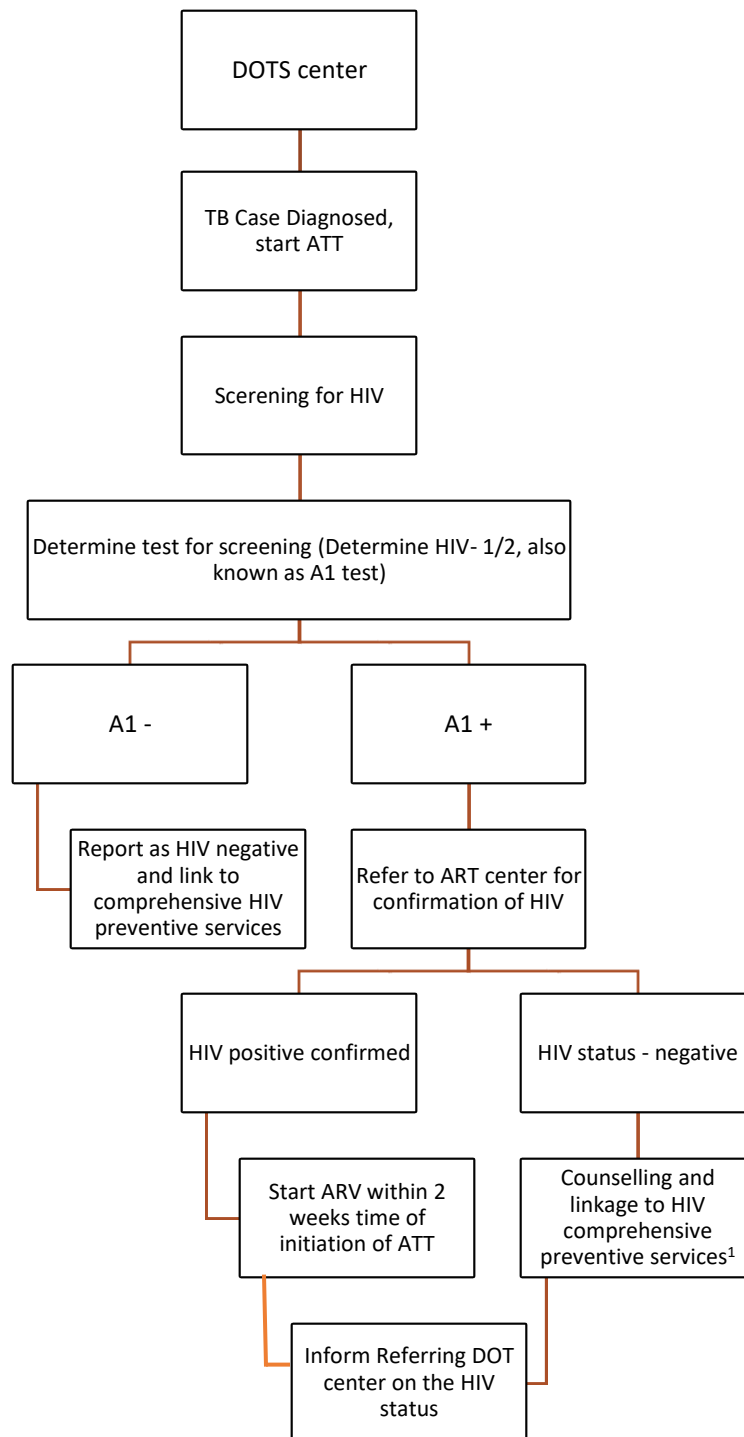 DOTS center
TB Case Diagnosed,
start ATT
Scerening for HIV
Determine test for screening (Determine HIV- 1/2, also
known as A1 test)
A1 -
A1 +
Report as HIV negative
and link to
comprehensive HIV
preventive services
Refer to ART center for
confirmation of HIV
HIV positive confirmed
HIV status - negative
Start ARV within 2
weeks time of
initiation of ATT
Counselling and
linkage to HIV
comprehensive
preventive services¹
Inform Referring DOT
center on the HIV
status